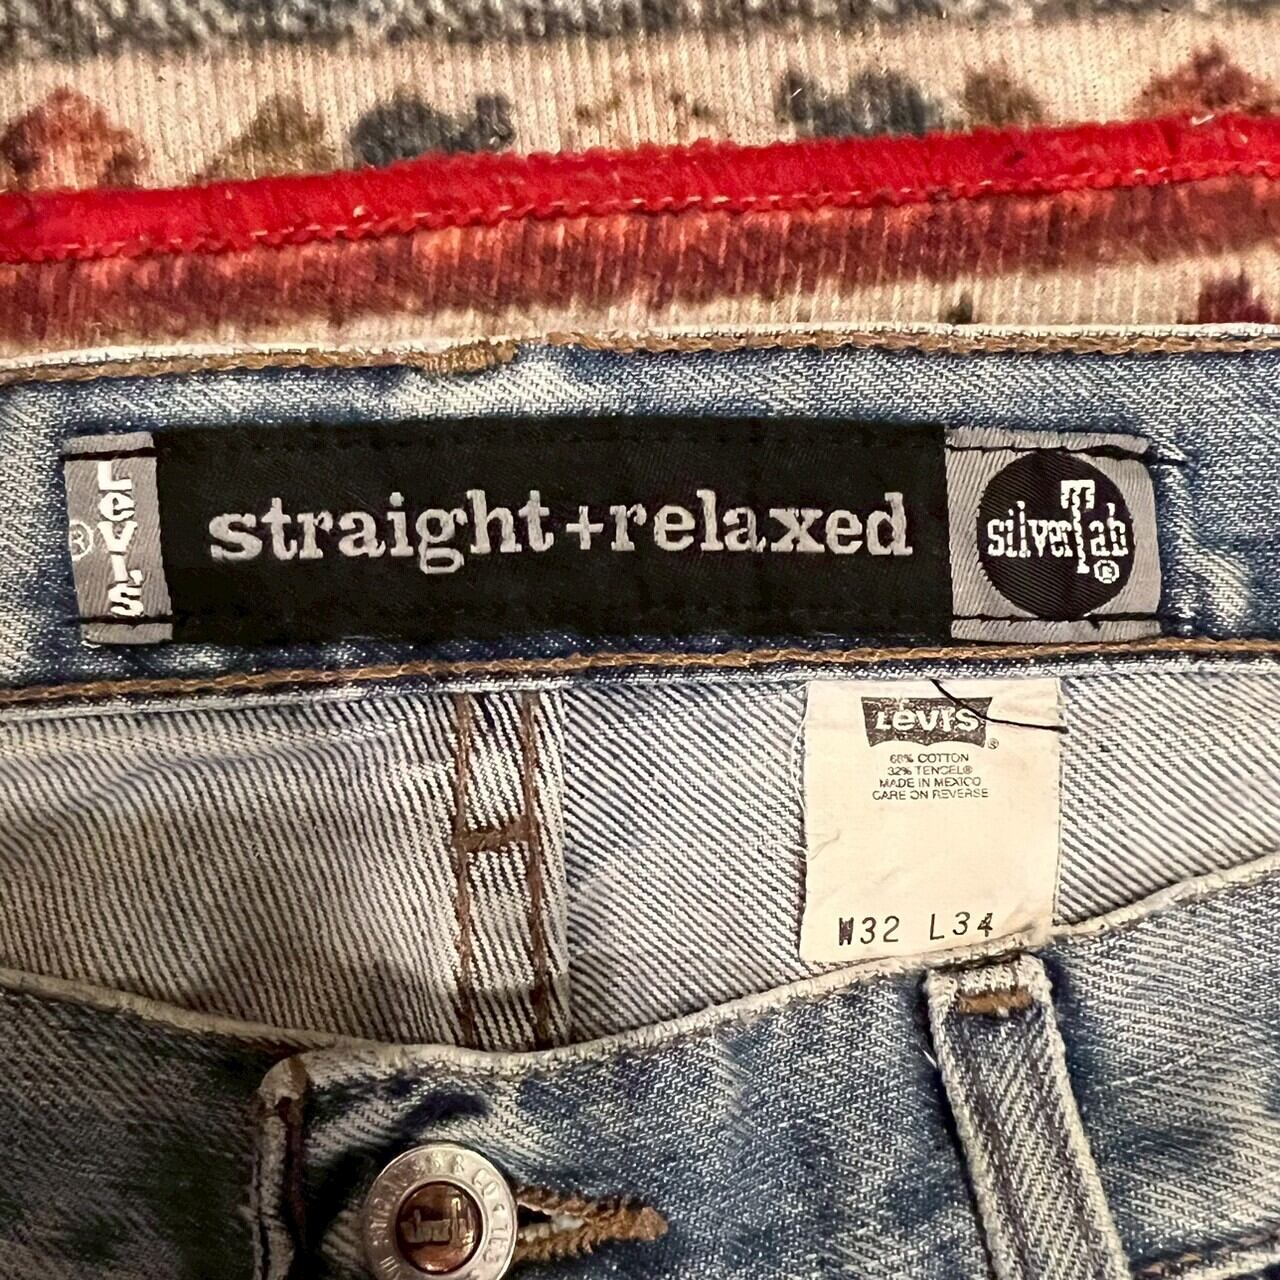 LEVI'S
®
straight+relaxed
silverTab
®
LEVI'S
®
68% COTTON
32% TENCEL®
MADE IN MEXICO
CARE ON REVERSE
W32 L34